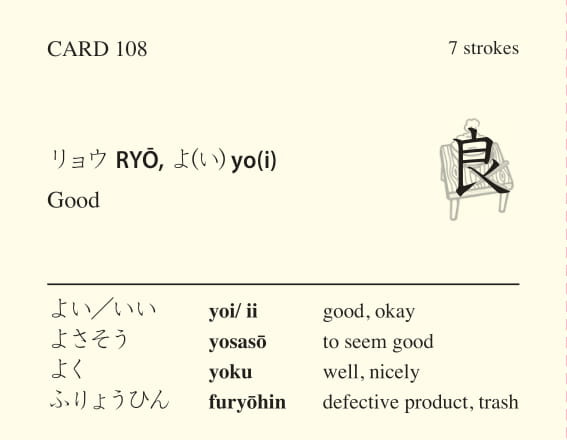 CARD 108 7 strokes
良
リョウ RYŌ, よ(い) yo(i)
Good
よい／いい yoi/ ii good, okay
よさそう yosasō to seem good
よく yoku well, nicely
ふりょうひん furyōhin defective product, trash